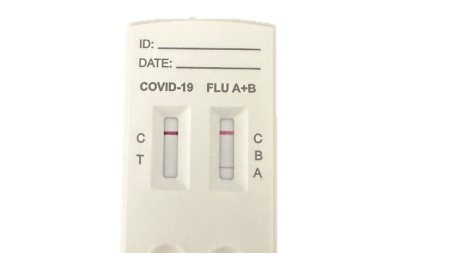 ID:
DATE:
COVID-19 FLU A+B
C C
T B
A